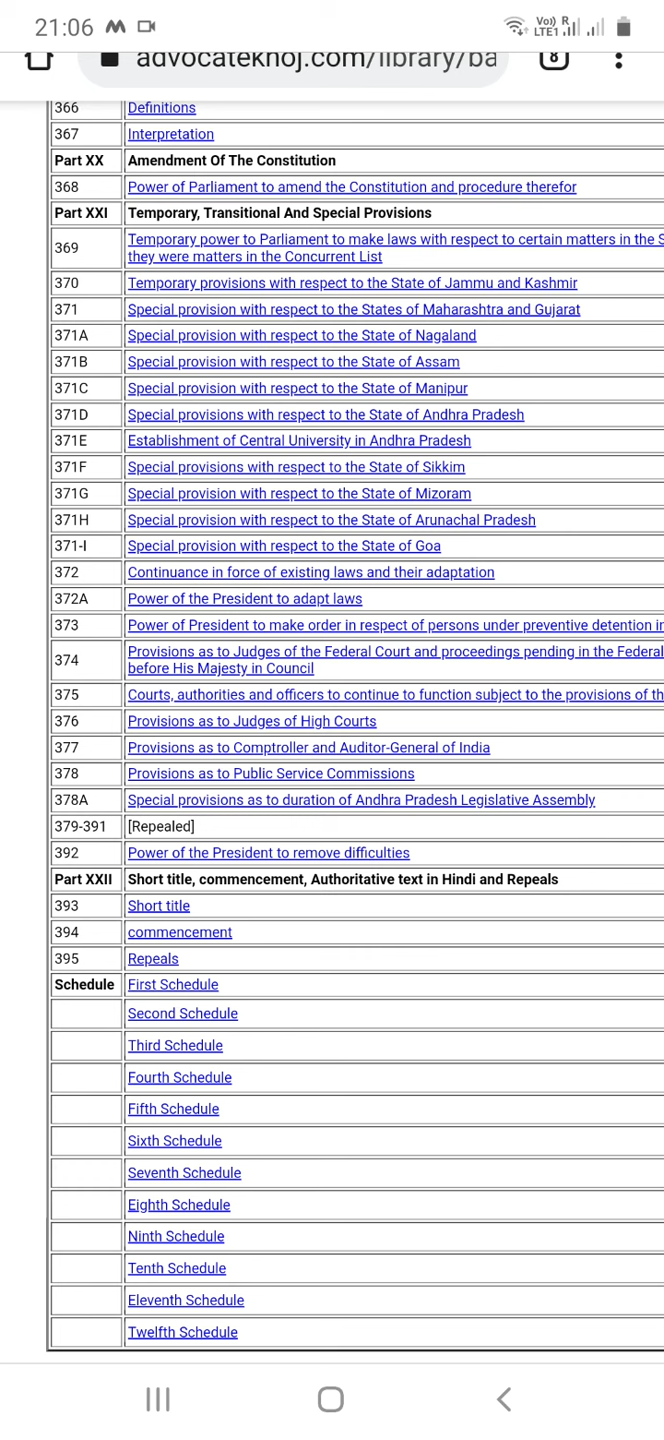 21:06 Vo)) R LTE1
advocatekhoj.com/library/ba 8
366 Definitions
367 Interpretation
Part XX Amendment Of The Constitution
368 Power of Parliament to amend the Constitution and procedure therefor
Part XXI Temporary, Transitional And Special Provisions
369 Temporary power to Parliament to make laws with respect to certain matters in the S
they were matters in the Concurrent List
370 Temporary provisions with respect to the State of Jammu and Kashmir
371 Special provision with respect to the States of Maharashtra and Gujarat
371A Special provision with respect to the State of Nagaland
371B Special provision with respect to the State of Assam
371C Special provision with respect to the State of Manipur
371D Special provisions with respect to the State of Andhra Pradesh
371E Establishment of Central University in Andhra Pradesh
371F Special provisions with respect to the State of Sikkim
371G Special provision with respect to the State of Mizoram
371H Special provision with respect to the State of Arunachal Pradesh
371-I Special provision with respect to the State of Goa
372 Continuance in force of existing laws and their adaptation
372A Power of the President to adapt laws
373 Power of President to make order in respect of persons under preventive detention in
374 Provisions as to Judges of the Federal Court and proceedings pending in the Federal
before His Majesty in Council
375 Courts, authorities and officers to continue to function subject to the provisions of th
376 Provisions as to Judges of High Courts
377 Provisions as to Comptroller and Auditor-General of India
378 Provisions as to Public Service Commissions
378A Special provisions as to duration of Andhra Pradesh Legislative Assembly
379-391 [Repealed]
392 Power of the President to remove difficulties
Part XXII Short title, commencement, Authoritative text in Hindi and Repeals
393 Short title
394 commencement
395 Repeals
Schedule First Schedule
Second Schedule
Third Schedule
Fourth Schedule
Fifth Schedule
Sixth Schedule
Seventh Schedule
Eighth Schedule
Ninth Schedule
Tenth Schedule
Eleventh Schedule
Twelfth Schedule